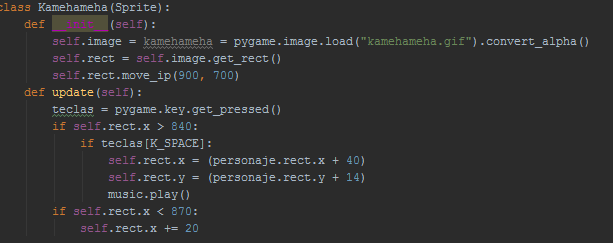 class Kamehameha(Sprite):
    def __init__(self):
        self.image = kamehameha = pygame.image.load("kamehameha.gif").convert_alpha()
        self.rect = self.image.get_rect()
        self.rect.move_ip(900, 700)
    def update(self):
        teclas = pygame.key.get_pressed()
        if self.rect.x > 840:
            if teclas[K_SPACE]:
                self.rect.x = (personaje.rect.x + 40)
                self.rect.y = (personaje.rect.y + 14)
                music.play()
        if self.rect.x < 870:
            self.rect.x += 20